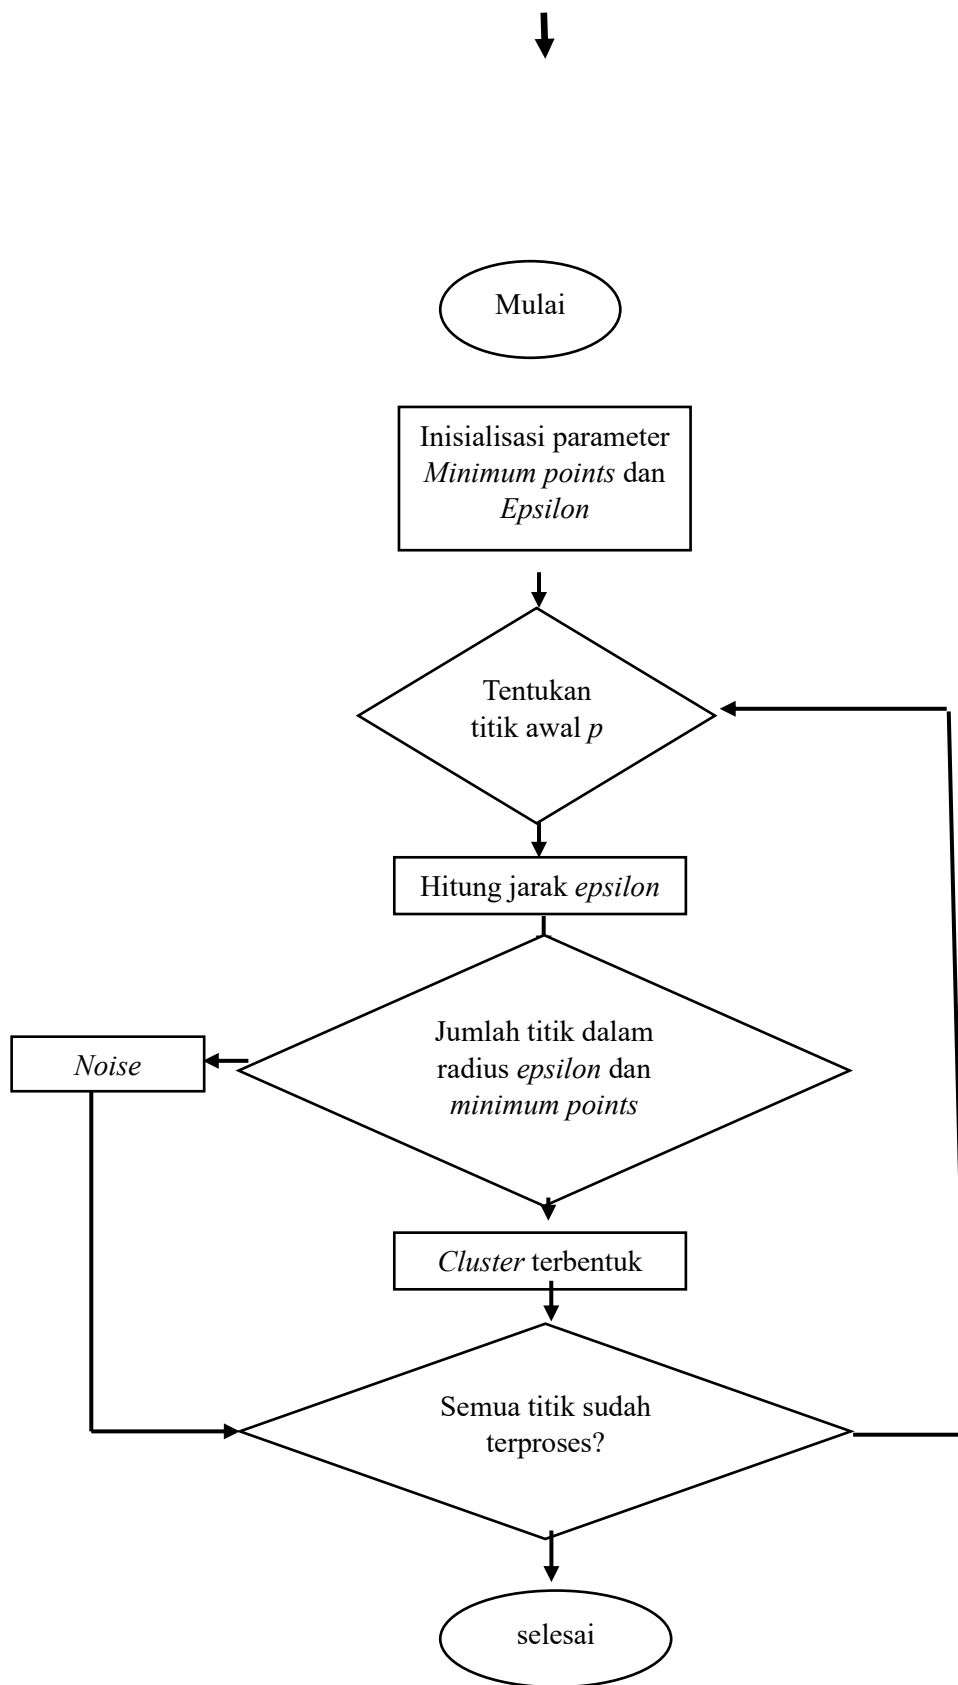 Mulai
Inisialisasi parameter
Minimum points dan
Epsilon
Tentukan
titik awal p
Hitung jarak epsilon
Jumlah titik dalam
radius epsilon dan
minimum points
Noise
Cluster terbentuk
Semua titik sudah
terproses?
selesai